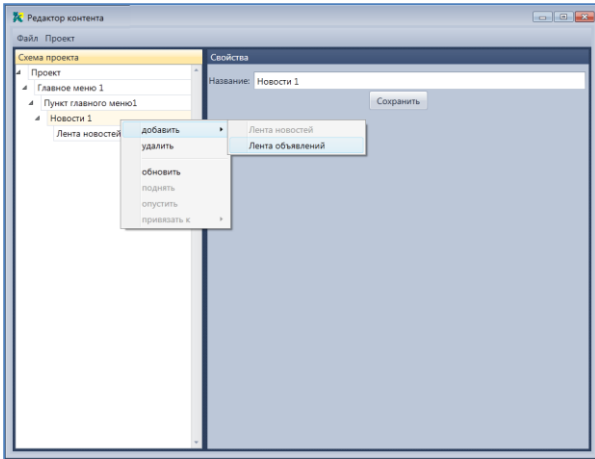 Редактор контента
Файл Проект
Схема проекта
Свойства
Проект
Название: Новости 1
Главное меню 1
Сохранить
Пункт главного меню1
Новости 1
Лента новостей
добавить
Лента новостей
удалить
Лента объявлений
обновить
поднять
опустить
привязать к